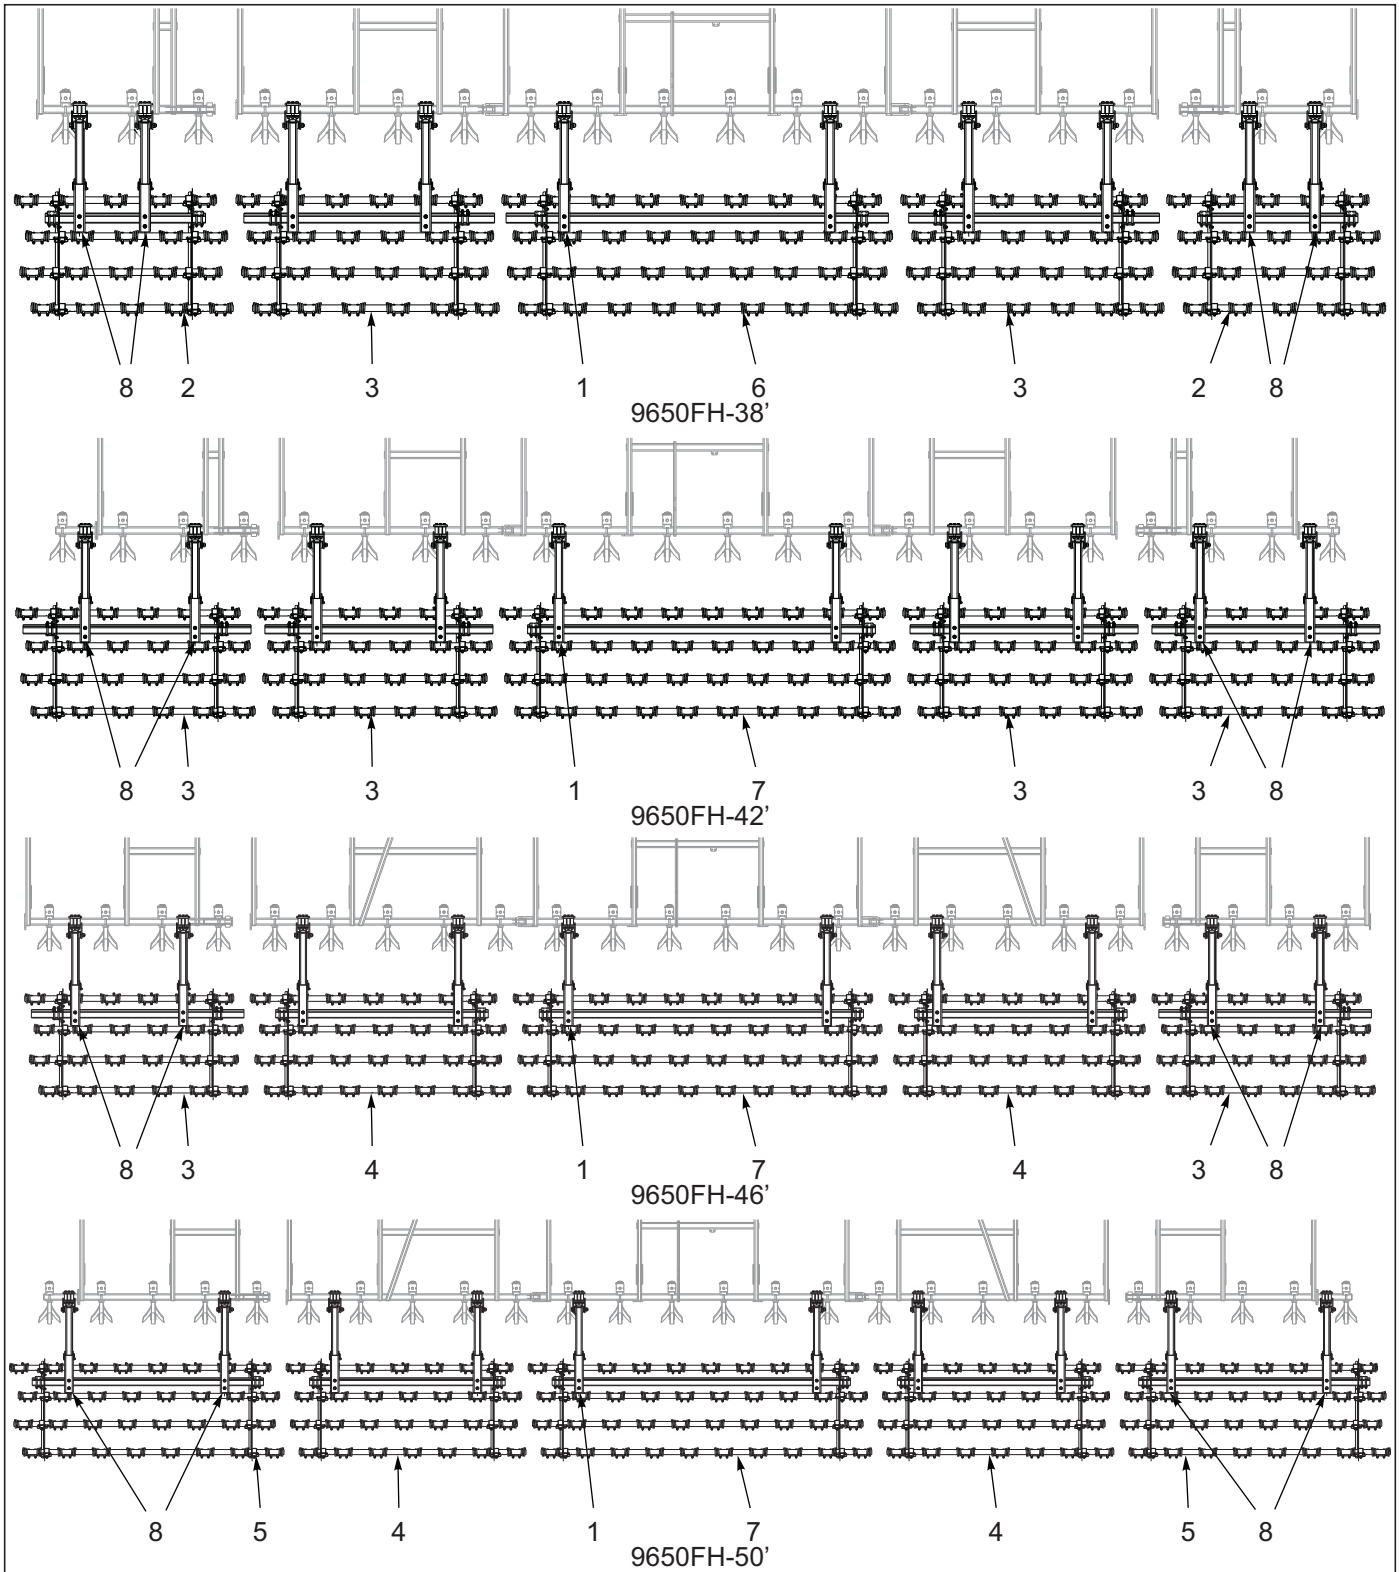 8 2 3 1 6 3 2 8
9650FH-38’
8 3 3 1 7 3 3 8
9650FH-42’
8 3 4 1 7 4 3 8
9650FH-46’
8 5 4 1 7 4 5 8
9650FH-50’